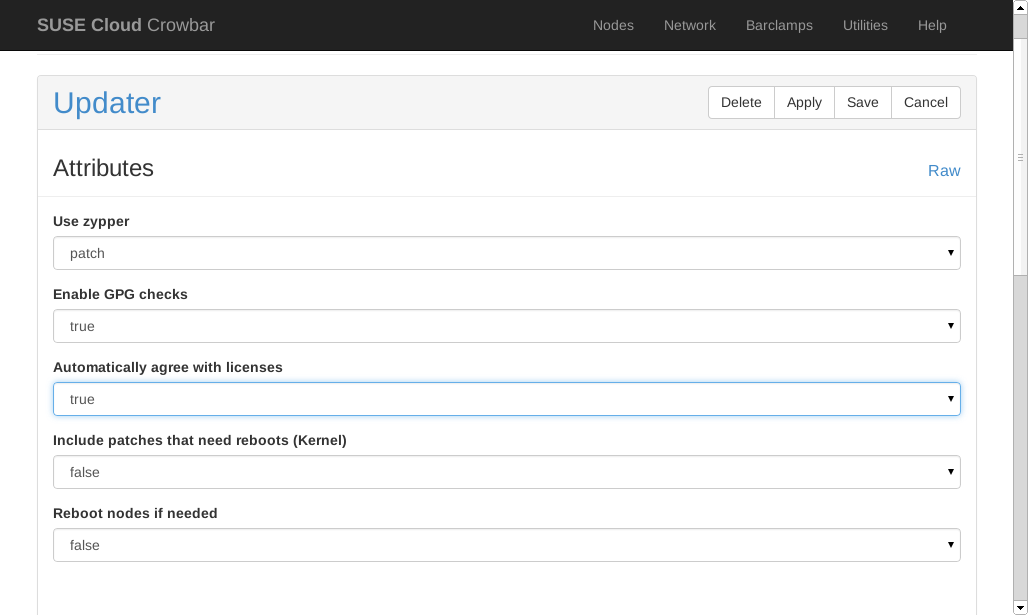 SUSE Cloud Crowbar Nodes Network Barclamps Utilities Help
Updater Delete Apply Save Cancel
Attributes Raw
Use zypper
patch
Enable GPG checks
true
Automatically agree with licenses
true
Include patches that need reboots (Kernel)
false
Reboot nodes if needed
false